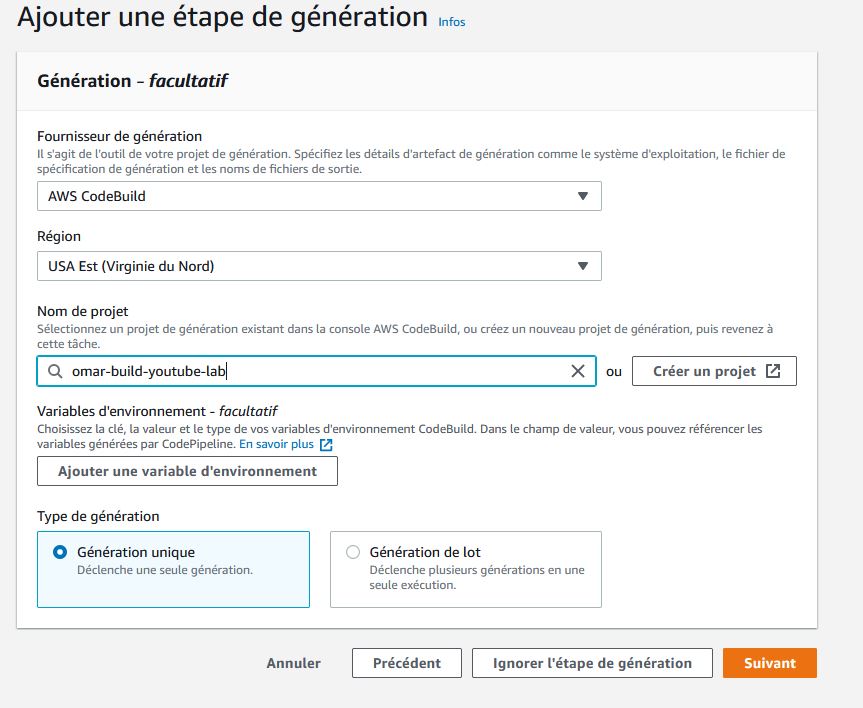 Ajouter une étape de génération Infos
Génération - facultatif
Fournisseur de génération
Il s'agit de l'outil de votre projet de génération. Spécifiez les détails d'artefact de génération comme le système d'exploitation, le fichier de
spécification de génération et les noms de fichiers de sortie.
AWS CodeBuild
Région
USA Est (Virginie du Nord)
Nom de projet
Sélectionnez un projet de génération existant dans la console AWS CodeBuild, ou créez un nouveau projet de génération, puis revenez à
cette tâche.
omar-build-youtube-lab ou Créer un projet
Variables d'environnement - facultatif
Choisissez la clé, la valeur et le type de vos variables d'environnement CodeBuild. Dans le champ de valeur, vous pouvez référencer les
variables générées par CodePipeline. En savoir plus
Ajouter une variable d'environnement
Type de génération
Génération unique
Déclenche une seule génération.
Génération de lot
Déclenche plusieurs générations en une
seule exécution.
Annuler Précédent Ignorer l'étape de génération Suivant